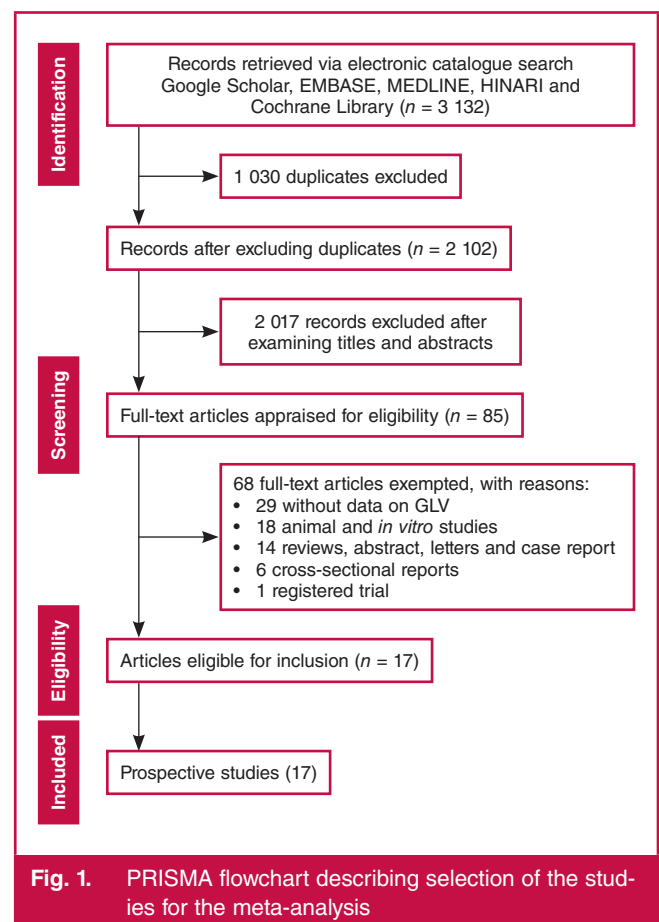 Identification
Records retrieved via electronic catalogue search
Google Scholar, EMBASE, MEDLINE, HINARI and
Cochrane Library (n = 3 132)
1 030 duplicates excluded
Records after excluding duplicates (n = 2 102)
2 017 records excluded after
examining titles and abstracts
Screening
Full-text articles appraised for eligibility (n = 85)
68 full-text articles exempted, with reasons:
• 29 without data on GLV
• 18 animal and in vitro studies
• 14 reviews, abstract, letters and case report
• 6 cross-sectional reports
• 1 registered trial
Eligibility
Articles eligible for inclusion (n = 17)
Included
Prospective studies (17)
Fig. 1. PRISMA flowchart describing selection of the stud-
ies for the meta-analysis